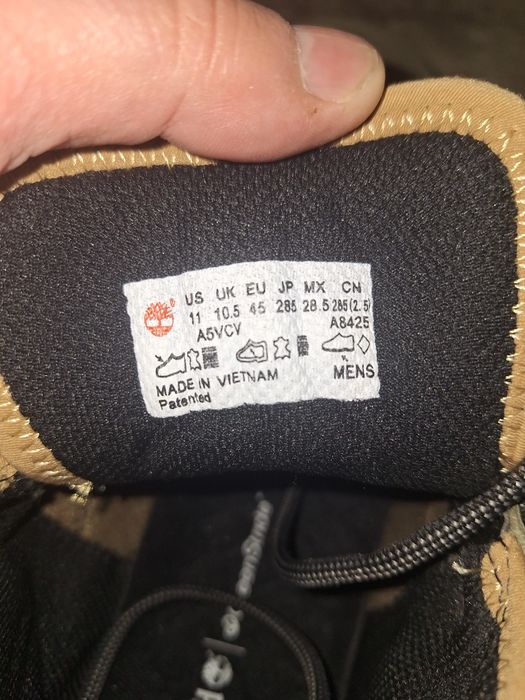 US UK EU JP MX CN
11 10.5 45 285 28.5 285(2.5)
A5VCV A8425
MADE IN VIETNAM MENS
Patented